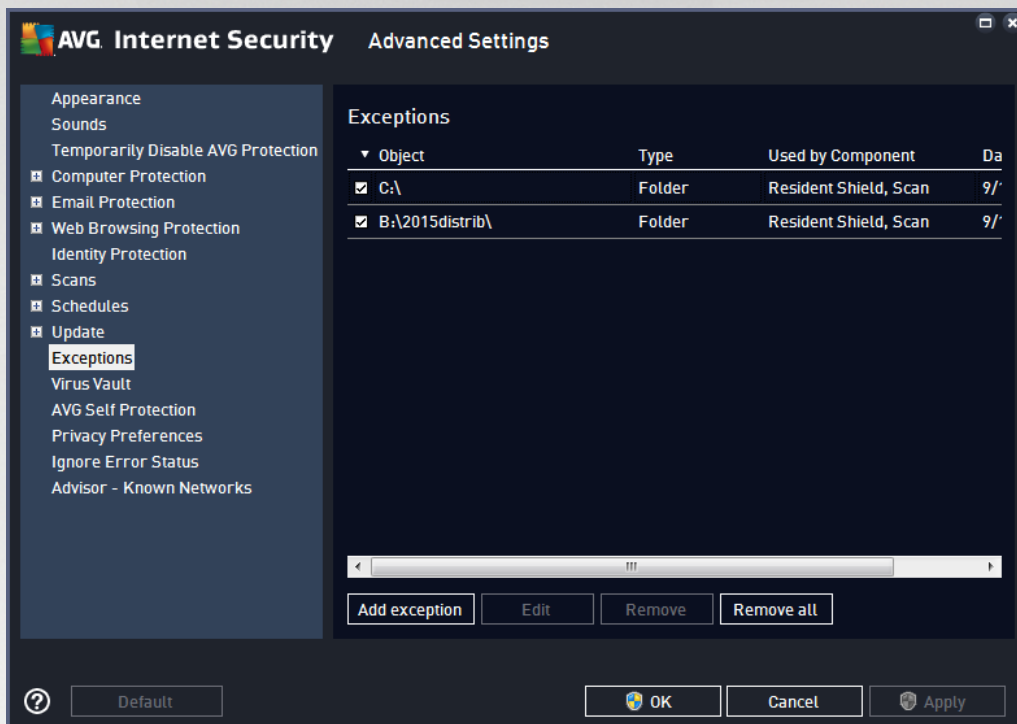 AVG Internet Security Advanced Settings
Appearance
Sounds
Temporarily Disable AVG Protection
Computer Protection
Email Protection
Web Browsing Protection
Identity Protection
Scans
Schedules
Update
Exceptions
Virus Vault
AVG Self Protection
Privacy Preferences
Ignore Error Status
Advisor - Known Networks
Exceptions
Object Type Used by Component Da
C:\ Folder Resident Shield, Scan 9/
B:\2015distrib\ Folder Resident Shield, Scan 9/
Add exception Edit Remove Remove all
? Default OK Cancel Apply